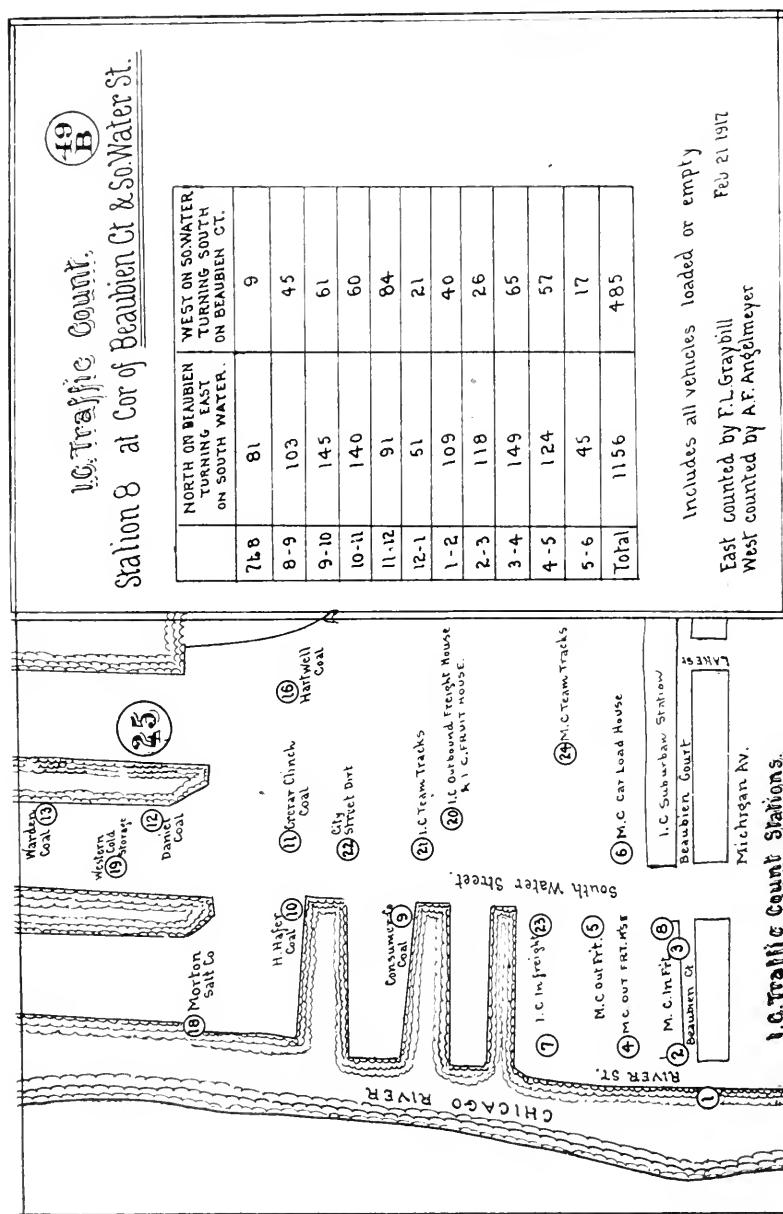 I.C. Traffic Count.
49 B
Station 8 at Cor of Beaubien Ct & So. Water St.
NORTH ON BEAUBIEN TURNING EAST ON SOUTH WATER.
WEST ON SO. WATER TURNING SOUTH ON BEAUBIEN CT.
7 to 8 81 9
8-9 103 45
9-10 145 61
10-11 140 60
11-12 91 84
12-1 51 21
1-2 109 40
2-3 118 26
3-4 149 65
4-5 124 57
5-6 45 17
Total 1156 485
Includes all vehicles loaded or empty
East counted by F.L. Graybill
West counted by A.F. Angelmeyer
Feb 21 1917
25
Warden
Coal 13
Western
Cold
19 Storage
12
Daniel
Coal
16
Hartwell
Coal
11 Crerar Clinch
Coal
City
22 Street Dirt
21 I.C Team Tracks
20 I.C Outbound Freight House
& I C. FRUIT HOUSE.
24 M.C Team Tracks
6 M.C Car Load House
I.C Suburban Station
Beaubien Court
LAKE ST
Michigan Av.
South Water Street.
18 Morton
Salt Co
H. Hafer
Coal 10
Consumers
Coal 9
7 I.C In freight 23
M.C Out Frt. 5
4 M C OUT FRT. HSE
M.C. In Frt 8
3
2 Beaubien Ct
RIVER ST.
1
CHICAGO RIVER
I.C. Traffic Count Stations.